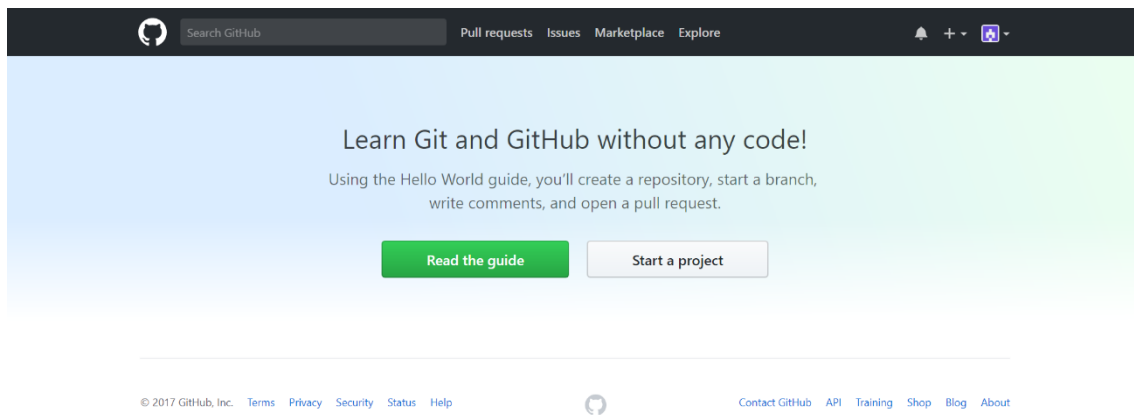 Search GitHub Pull requests Issues Marketplace Explore
Learn Git and GitHub without any code!
Using the Hello World guide, you’ll create a repository, start a branch,
write comments, and open a pull request.
Read the guide Start a project
© 2017 GitHub, Inc. Terms Privacy Security Status Help Contact GitHub API Training Shop Blog About